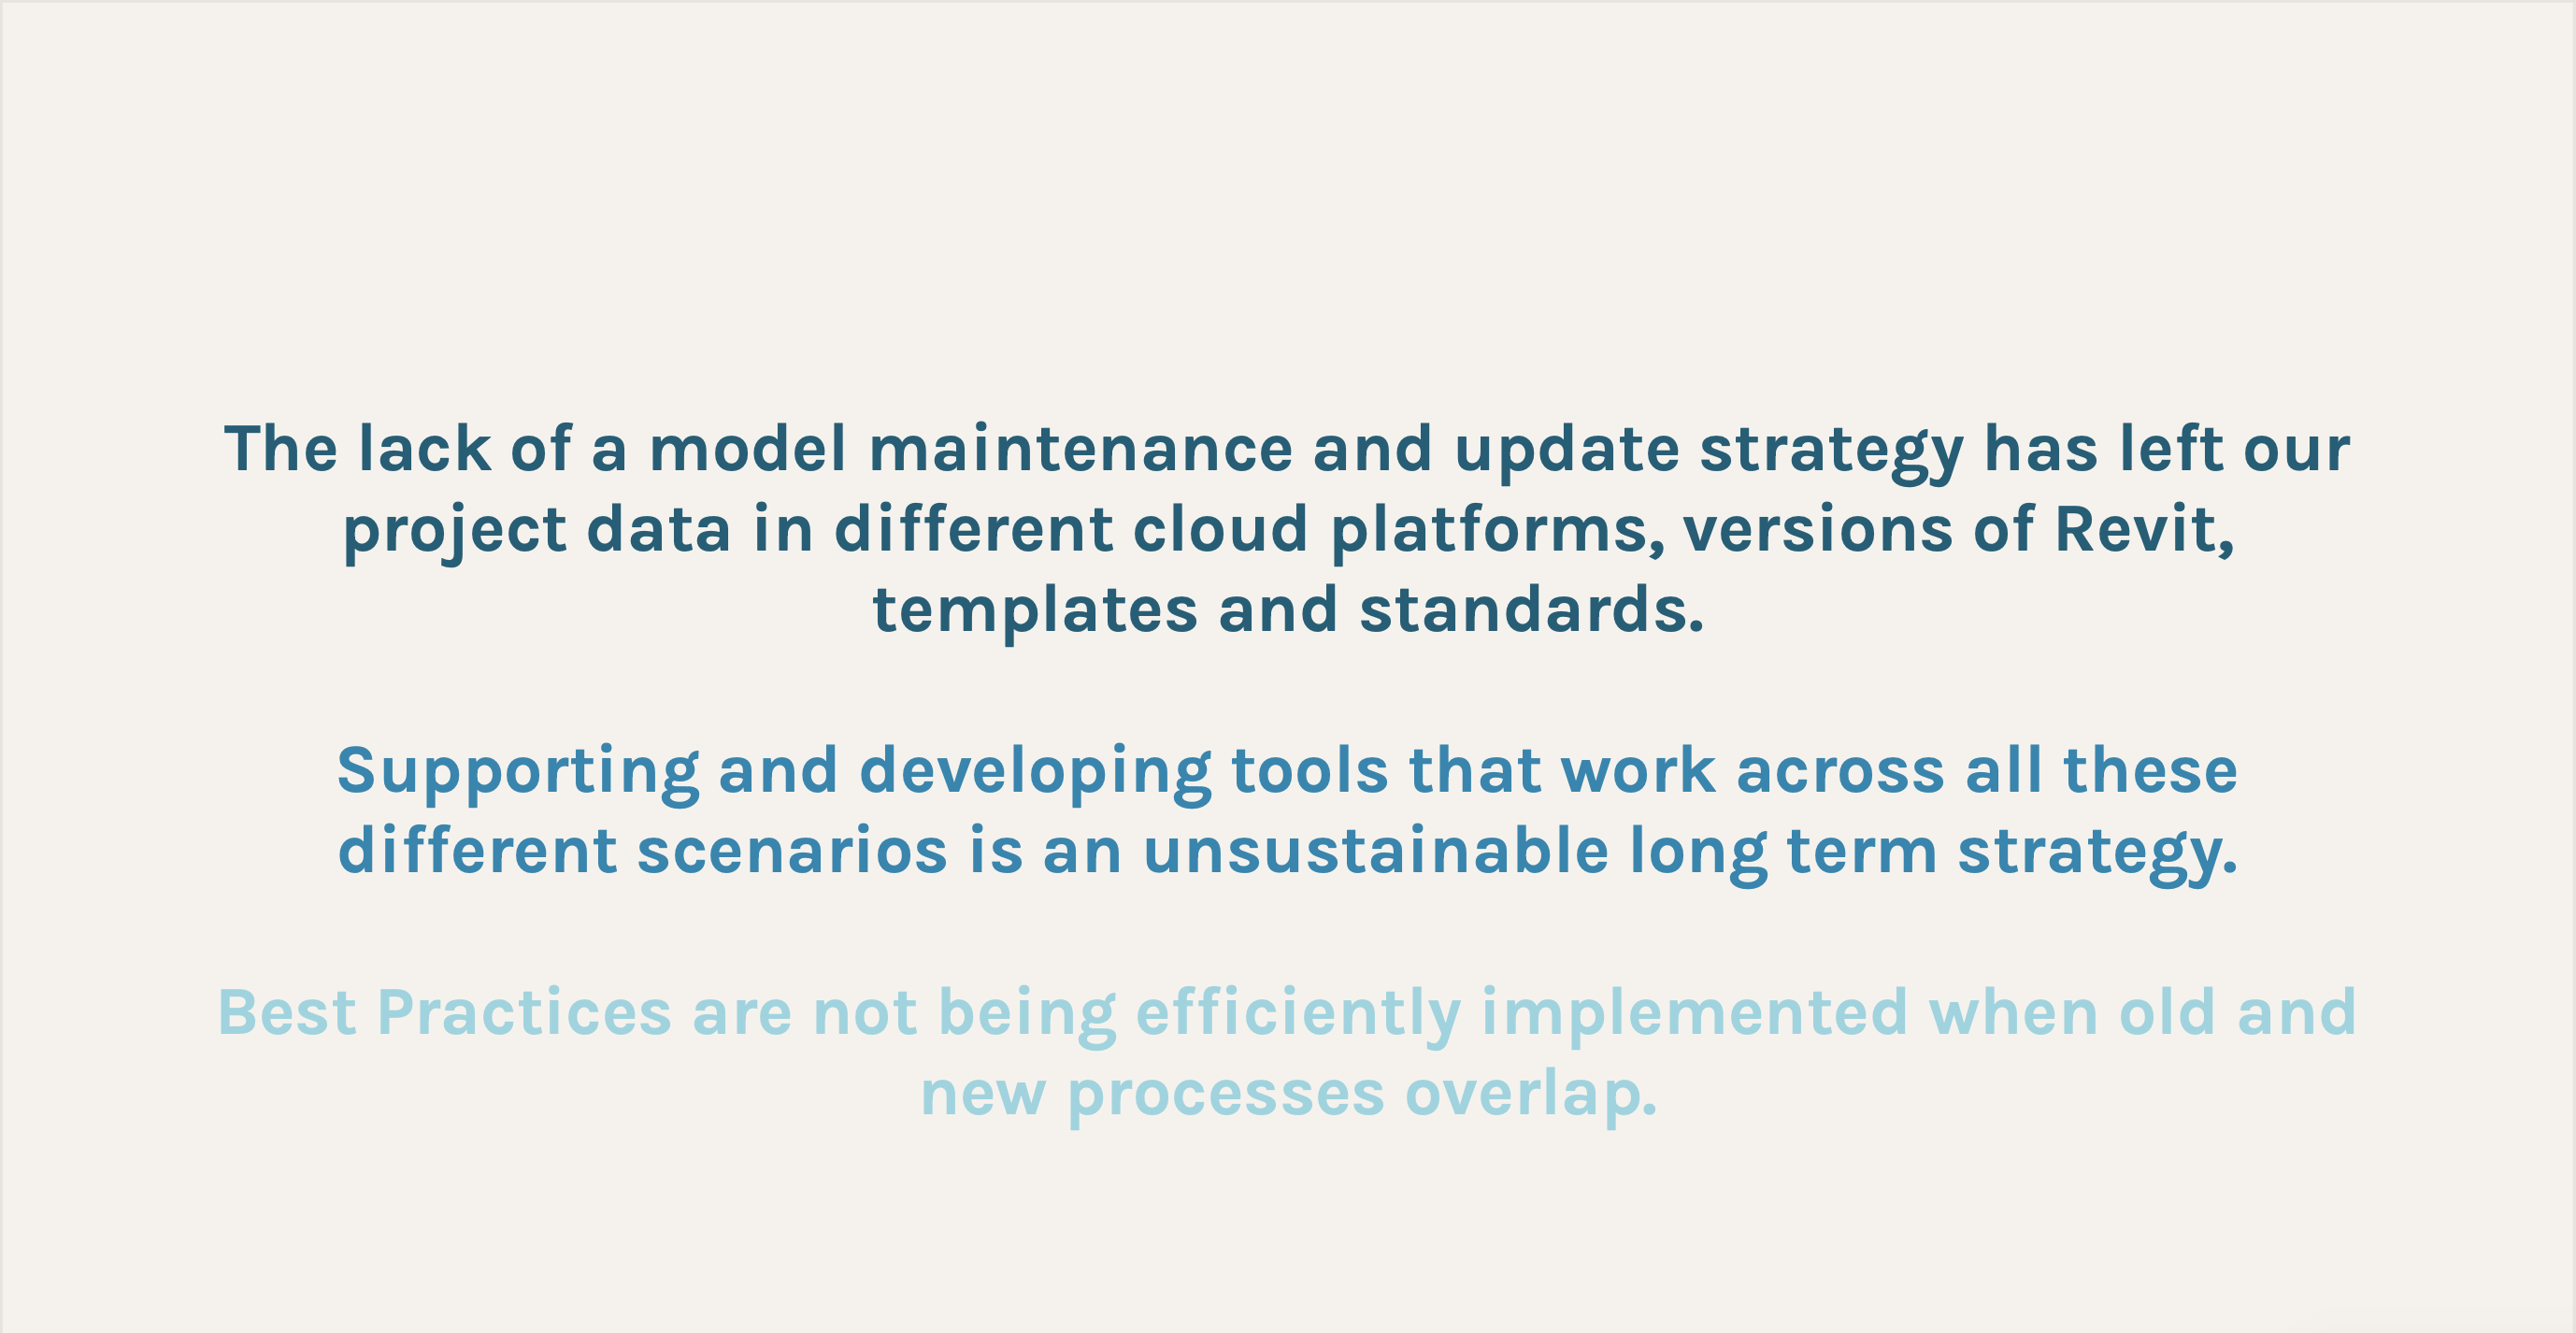 The lack of a model maintenance and update strategy has left our
project data in different cloud platforms, versions of Revit,
templates and standards.
Supporting and developing tools that work across all these
different scenarios is an unsustainable long term strategy.
Best Practices are not being efficiently implemented when old and
new processes overlap.